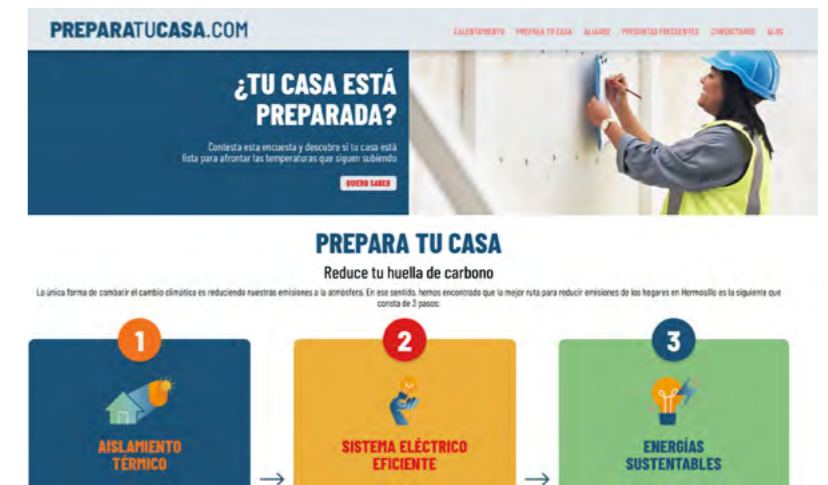 PREPARATUCASA.COM
CALENTAMIENTO PREPARA TU CASA ALIADOS PREGUNTAS FRECUENTES CONTÁCTANOS BLOG
¿TU CASA ESTÁ
PREPARADA?
Contesta esta encuesta y descubre si tu casa está
lista para afrontar las temperaturas que siguen subiendo
QUIERO SABER
PREPARA TU CASA
Reduce tu huella de carbono
La única forma de combatir el cambio climático es reduciendo nuestras emisiones a la atmósfera. En ese sentido, hemos encontrado que la mejor ruta para reducir emisiones de los hogares en Hermosillo es la siguiente que
consta de 3 pasos:
1
2
3
AISLAMIENTO
TÉRMICO
SISTEMA ELÉCTRICO
EFICIENTE
ENERGÍAS
SUSTENTABLES